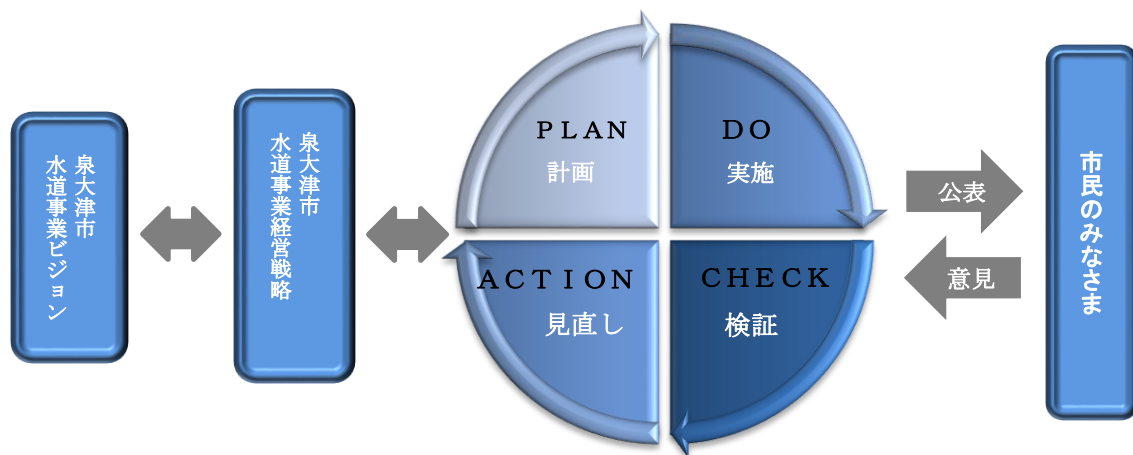 泉大津市
水道事業ビジョン
泉大津市
水道事業経営戦略
ＰＬＡＮ
計画
ＤＯ
実施
ＡＣＴＩＯＮ
見直し
ＣＨＥＣＫ
検証
公表
意見
市民のみなさま